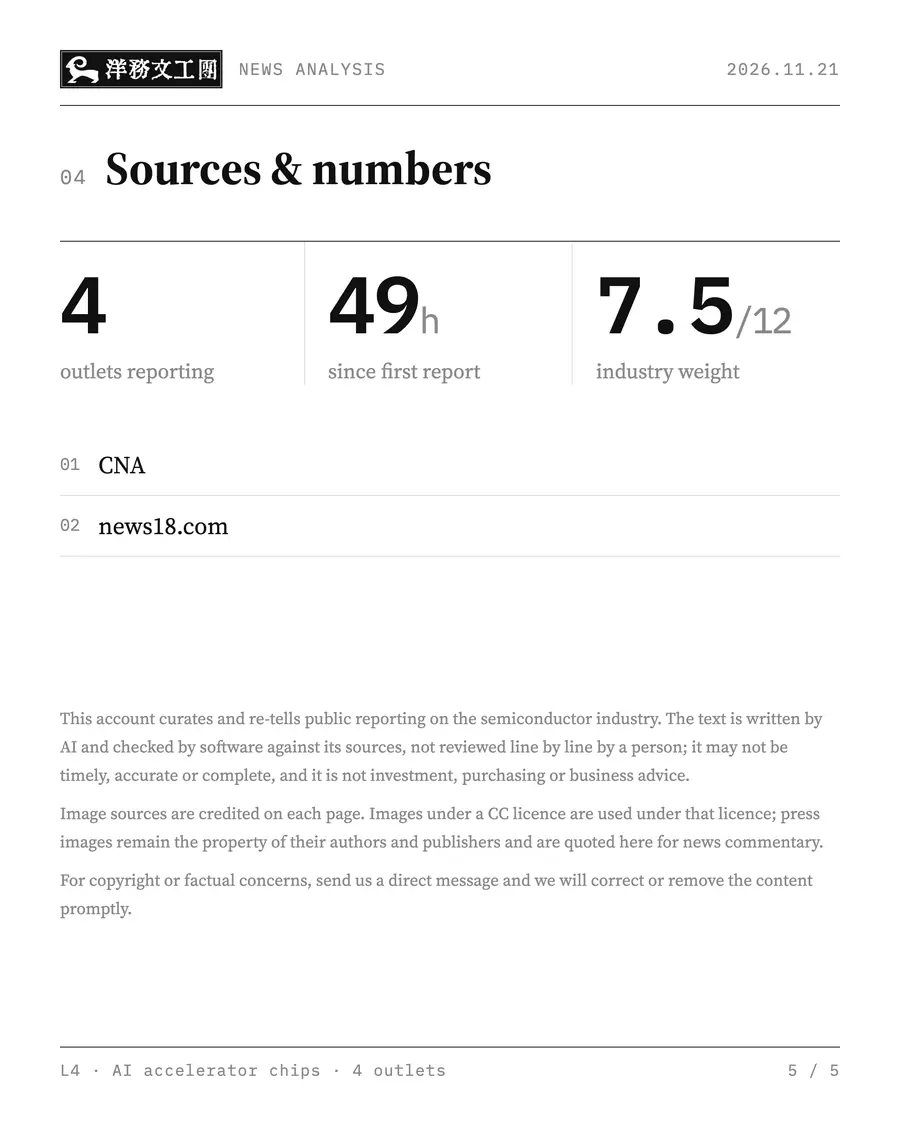 洋務文工團 NEWS ANALYSIS 2026.11.21
04 Sources & numbers
4 49h 7.5/12
outlets reporting since first report industry weight
01 CNA
02 news18.com
This account curates and re-tells public reporting on the semiconductor industry. The text is written by
AI and checked by software against its sources, not reviewed line by line by a person; it may not be
timely, accurate or complete, and it is not investment, purchasing or business advice.
Image sources are credited on each page. Images under a CC licence are used under that licence; press
images remain the property of their authors and publishers and are quoted here for news commentary.
For copyright or factual concerns, send us a direct message and we will correct or remove the content
promptly.
L4 · AI accelerator chips · 4 outlets 5 / 5